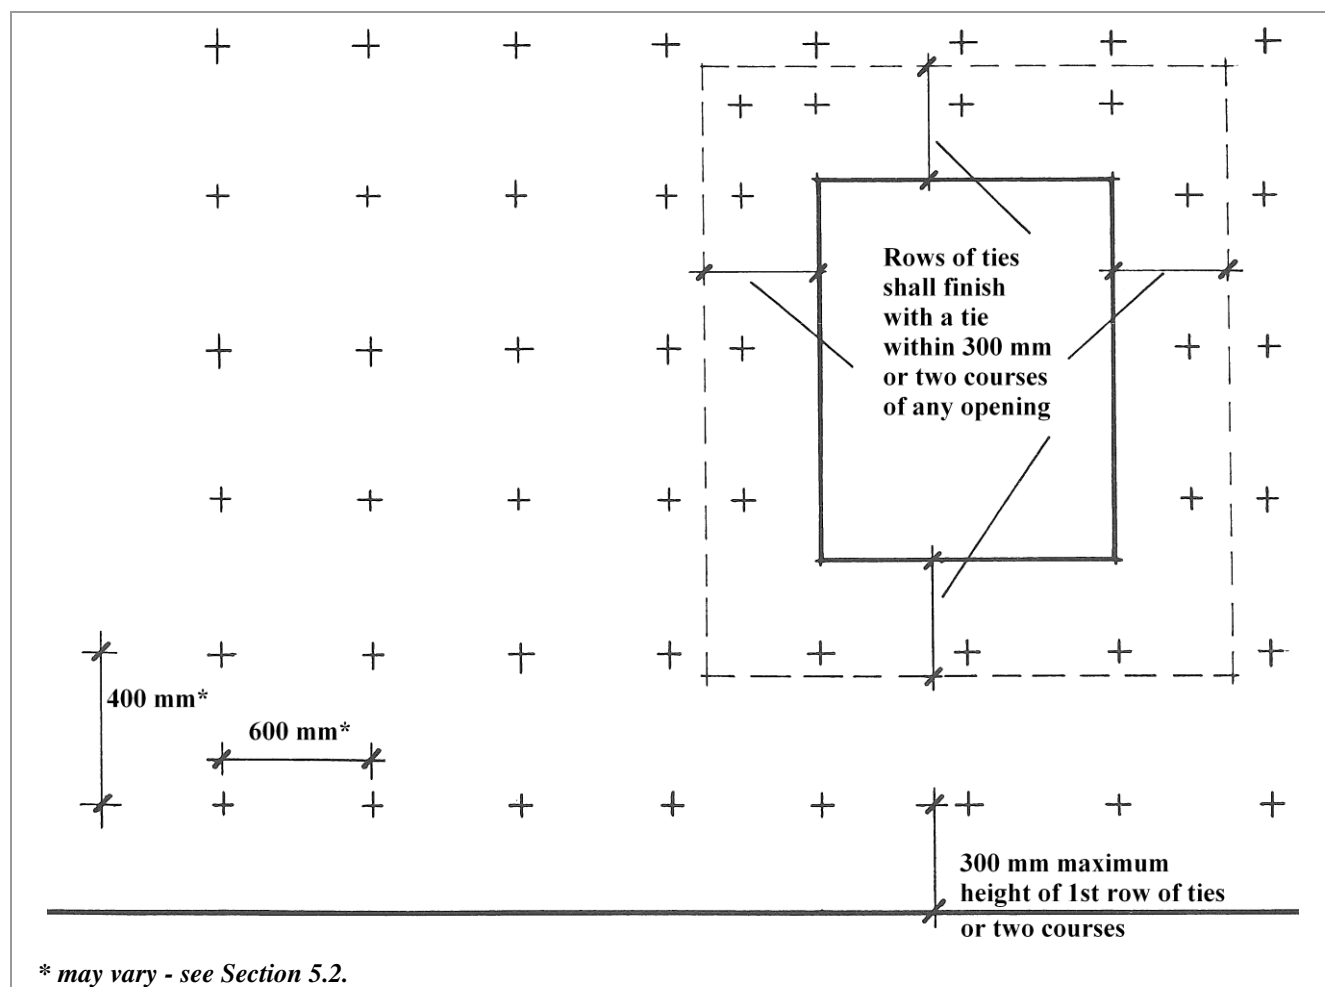 Rows of ties
shall finish
with a tie
within 300 mm
or two courses
of any opening
400 mm*
600 mm*
300 mm maximum
height of 1st row of ties
or two courses
* may vary - see Section 5.2.